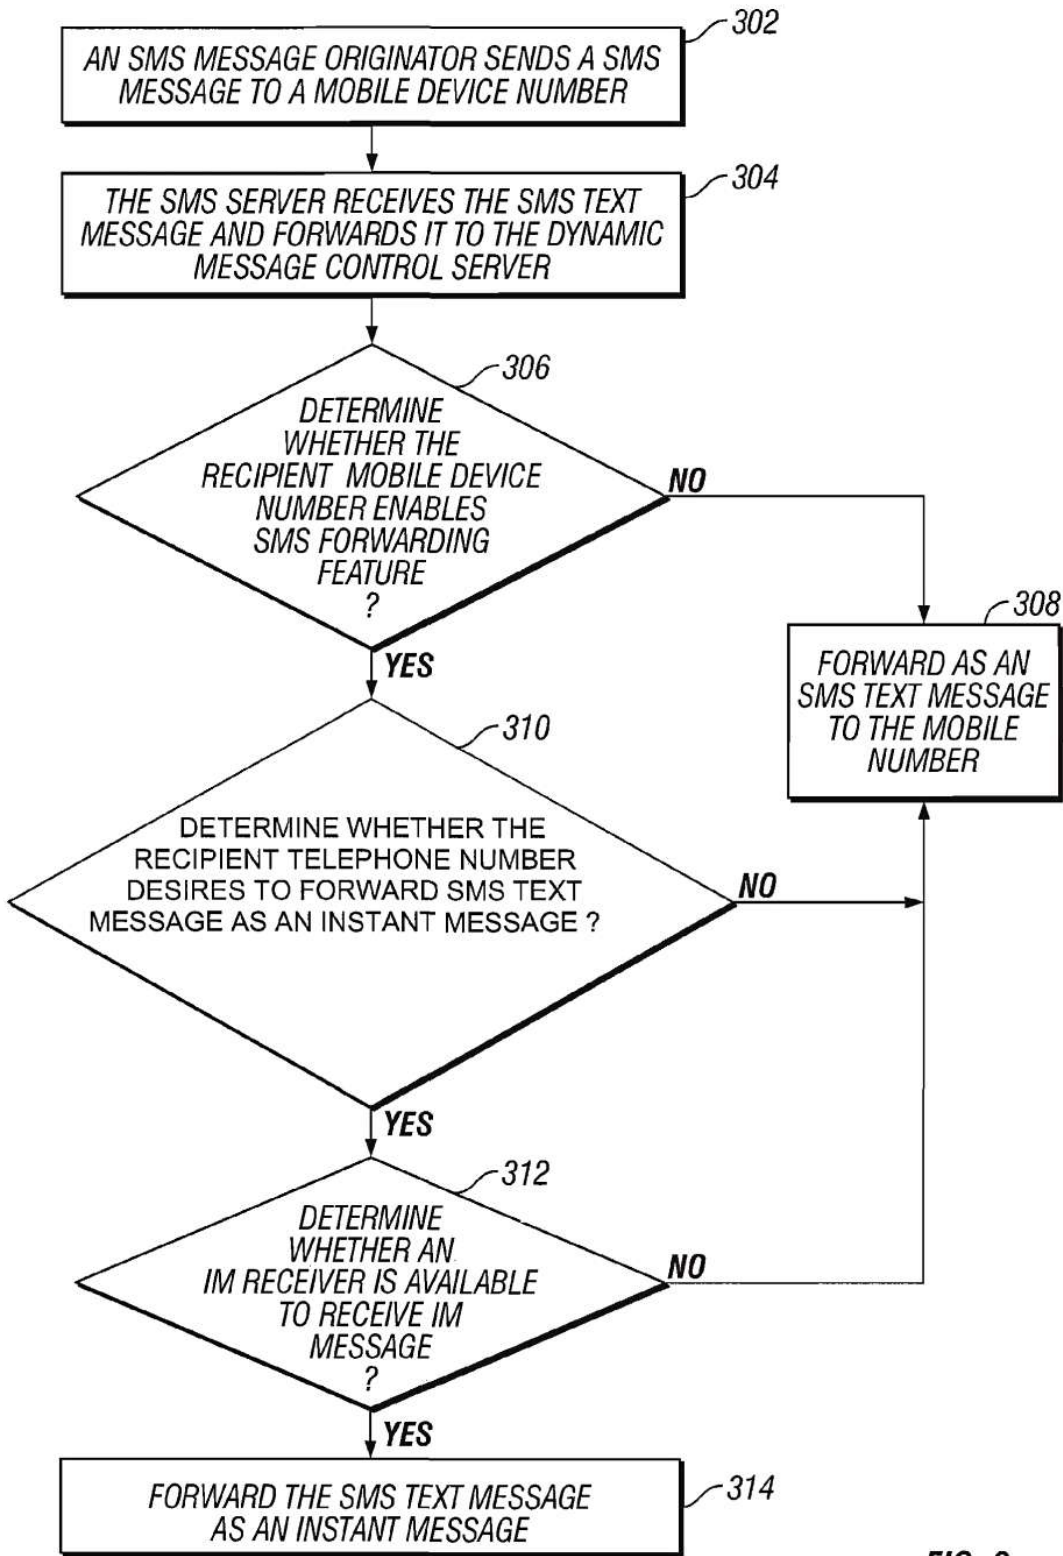 302
AN SMS MESSAGE ORIGINATOR SENDS A SMS
MESSAGE TO A MOBILE DEVICE NUMBER
304
THE SMS SERVER RECEIVES THE SMS TEXT
MESSAGE AND FORWARDS IT TO THE DYNAMIC
MESSAGE CONTROL SERVER
306
DETERMINE
WHETHER THE
RECIPIENT MOBILE DEVICE
NUMBER ENABLES
SMS FORWARDING
FEATURE
?
NO
YES
308
FORWARD AS AN
SMS TEXT MESSAGE
TO THE MOBILE
NUMBER
310
DETERMINE WHETHER THE
RECIPIENT TELEPHONE NUMBER
DESIRES TO FORWARD SMS TEXT
MESSAGE AS AN INSTANT MESSAGE ?
NO
YES
312
DETERMINE
WHETHER AN
IM RECEIVER IS AVAILABLE
TO RECEIVE IM
MESSAGE
?
NO
YES
314
FORWARD THE SMS TEXT MESSAGE
AS AN INSTANT MESSAGE